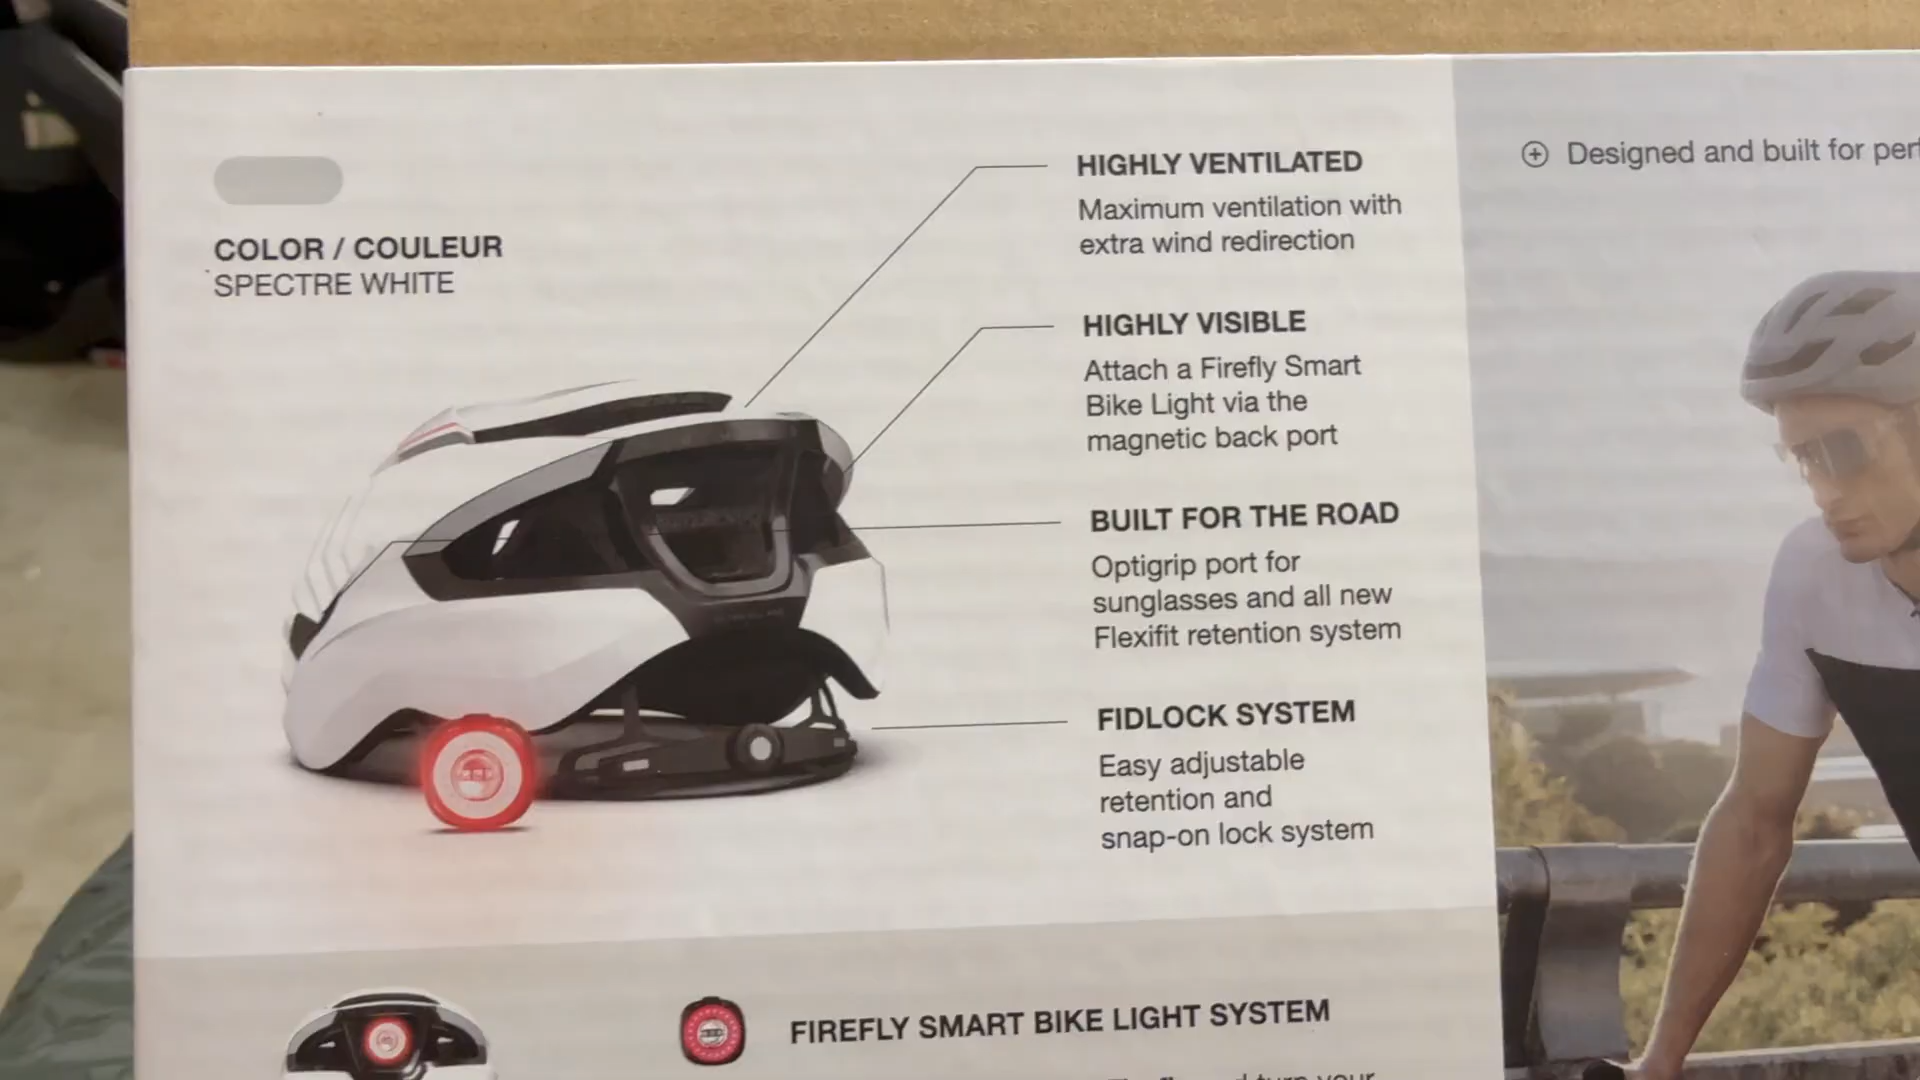 COLOR / COULEUR
SPECTRE WHITE
HIGHLY VENTILATED
Maximum ventilation with
extra wind redirection
HIGHLY VISIBLE
Attach a Firefly Smart
Bike Light via the
magnetic back port
BUILT FOR THE ROAD
Optigrip port for
sunglasses and all new
Flexifit retention system
FIDLOCK SYSTEM
Easy adjustable
retention and
snap-on lock system
FIREFLY SMART BIKE LIGHT SYSTEM
turn your
Designed and built for